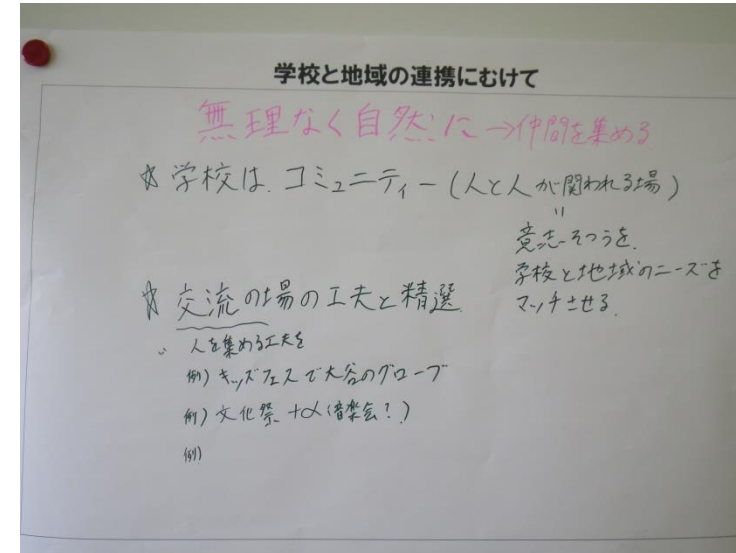 学校と地域の連携にむけて
無理なく自然に→仲間を集める
☆学校は、コミュニティー(人と人が関われる場)
〃
意志そつうを、
学校と地域のニーズを
マッチさせる。
☆交流の場の工夫と精選
人を集める工夫を
例)キッズフェスで大谷のグローブ
例)文化祭+α(音楽会?)
例)